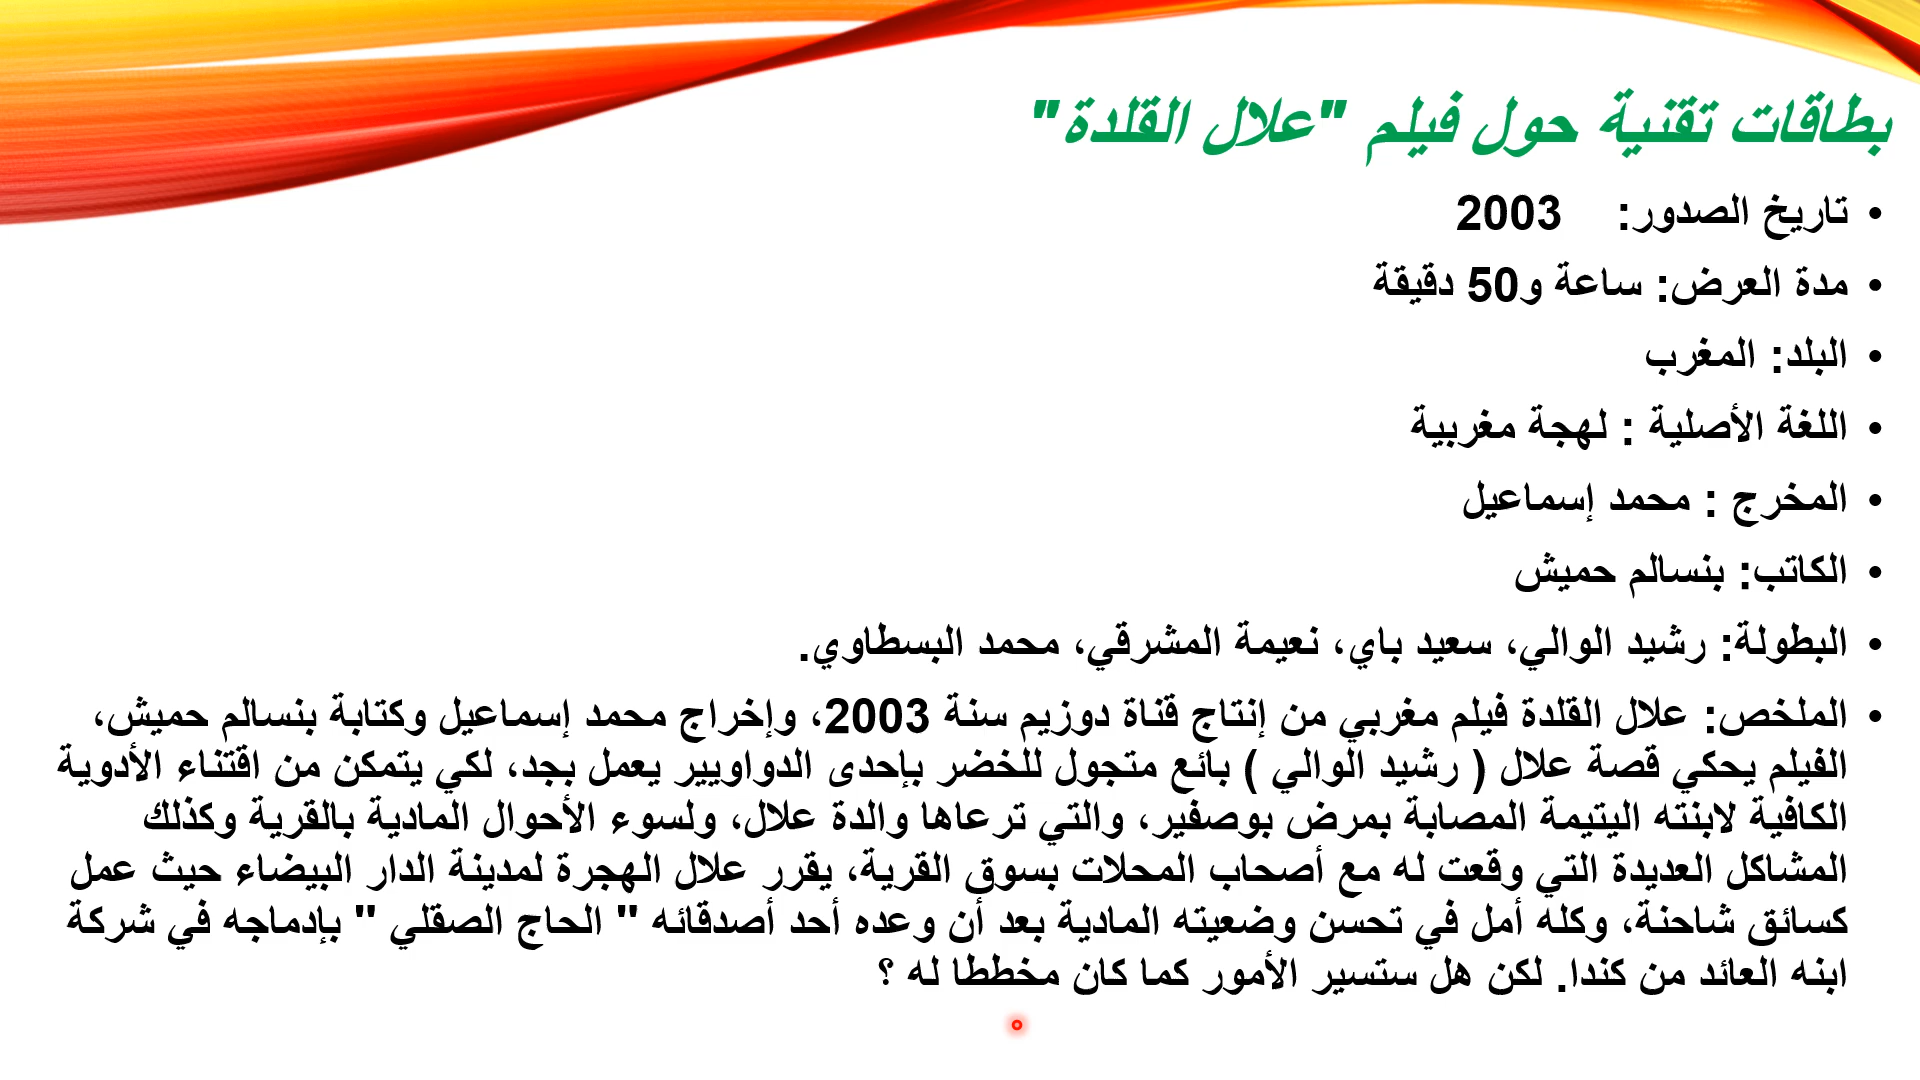 بطاقات تقنية حول فيلم "علال القلدة"
• تاريخ الصدور: 2003
• مدة العرض: ساعة و50 دقيقة
• البلد: المغرب
• اللغة الأصلية : لهجة مغربية
• المخرج : محمد إسماعيل
• الكاتب: بنسالم حميش
• البطولة: رشيد الوالي، سعيد باي، نعيمة المشرقي، محمد البسطاوي.
• الملخص: علال القلدة فيلم مغربي من إنتاج قناة دوزيم سنة 2003، وإخراج محمد إسماعيل وكتابة بنسالم حميش،
الفيلم يحكي قصة علال ( رشيد الوالي ) بائع متجول للخضر بإحدى الدواويير يعمل بجد، لكي يتمكن من اقتناء الأدوية
الكافية لابنته اليتيمة المصابة بمرض بوصفير، والتي ترعاها والدة علال، ولسوء الأحوال المادية بالقرية وكذلك
المشاكل العديدة التي وقعت له مع أصحاب المحلات بسوق القرية، يقرر علال الهجرة لمدينة الدار البيضاء حيث عمل
كسائق شاحنة، وكله أمل في تحسن وضعيته المادية بعد أن وعده أحد أصدقائه " الحاج الصقلي " بإدماجه في شركة
ابنه العائد من كندا. لكن هل ستسير الأمور كما كان مخططا له ؟